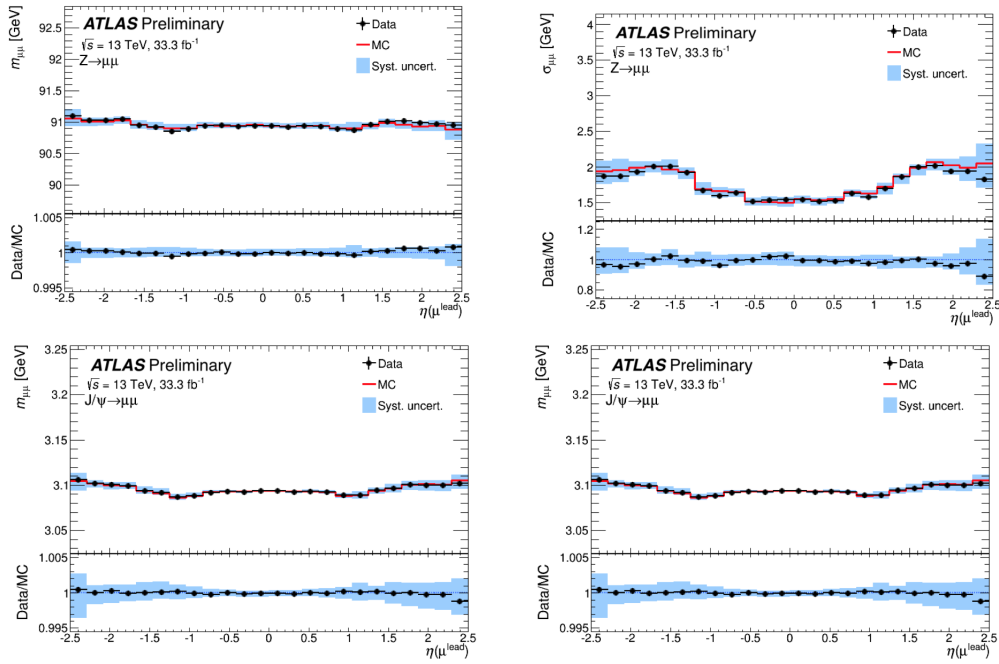 ATLAS Preliminary
√s = 13 TeV, 33.3 fb⁻¹
Z→μμ
Data
MC
Syst. uncert.
m_μμ [GeV]
92.5
92
91.5
91
90.5
90
Data/MC
1.005
1
0.995
-2.5 -2 -1.5 -1 -0.5 0 0.5 1 1.5 2 2.5
η(μ^lead)
ATLAS Preliminary
√s = 13 TeV, 33.3 fb⁻¹
Z→μμ
Data
MC
Syst. uncert.
σ_μμ [GeV]
4
3.5
3
2.5
2
1.5
Data/MC
1.2
1
0.8
-2.5 -2 -1.5 -1 -0.5 0 0.5 1 1.5 2 2.5
η(μ^lead)
ATLAS Preliminary
√s = 13 TeV, 33.3 fb⁻¹
J/ψ→μμ
Data
MC
Syst. uncert.
m_μμ [GeV]
3.25
3.2
3.15
3.1
3.05
Data/MC
1.005
1
0.995
-2.5 -2 -1.5 -1 -0.5 0 0.5 1 1.5 2 2.5
η(μ^lead)
ATLAS Preliminary
√s = 13 TeV, 33.3 fb⁻¹
J/ψ→μμ
Data
MC
Syst. uncert.
m_μμ [GeV]
3.25
3.2
3.15
3.1
3.05
Data/MC
1.005
1
0.995
-2.5 -2 -1.5 -1 -0.5 0 0.5 1 1.5 2 2.5
η(μ^lead)